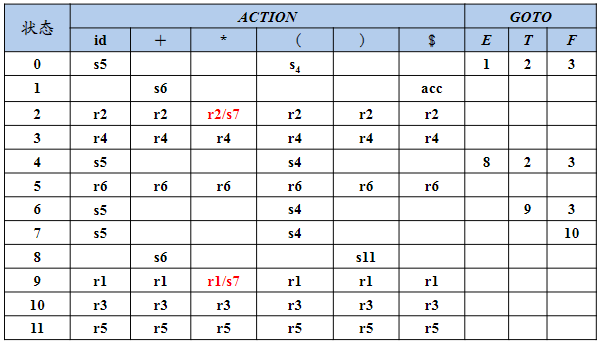 状态 ACTION GOTO
id + * ( ) $ E T F
0 s5 s4 1 2 3
1 s6 acc
2 r2 r2 r2/s7 r2 r2 r2
3 r4 r4 r4 r4 r4 r4
4 s5 s4 8 2 3
5 r6 r6 r6 r6 r6 r6
6 s5 s4 9 3
7 s5 s4 10
8 s6 s11
9 r1 r1 r1/s7 r1 r1 r1
10 r3 r3 r3 r3 r3 r3
11 r5 r5 r5 r5 r5 r5